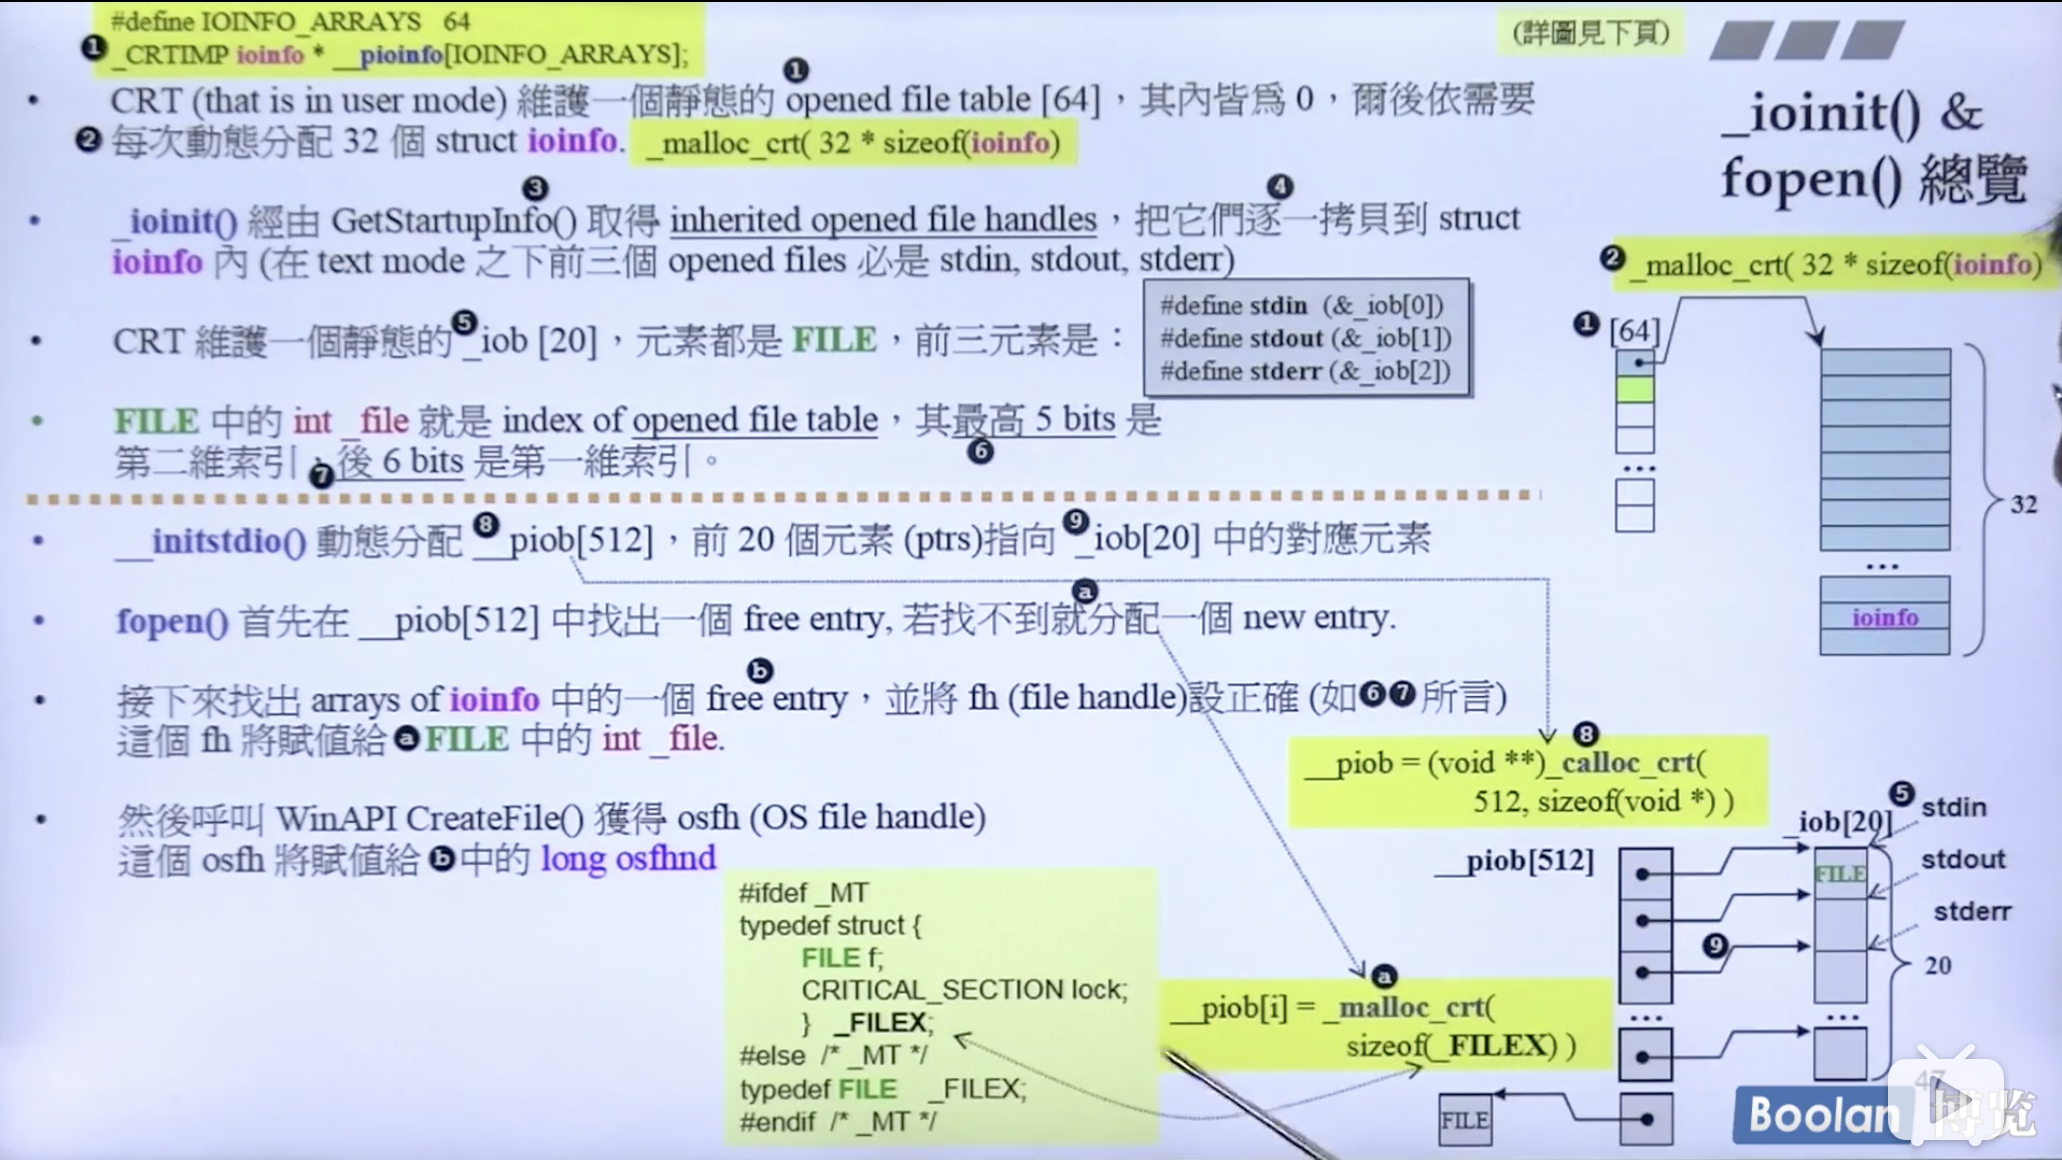 #define IOINFO_ARRAYS 64
❶ _CRTIMP ioinfo * __pioinfo[IOINFO_ARRAYS];
(詳圖見下頁)
_ioinit() &
fopen() 總覽
❶
• CRT (that is in user mode) 維護一個靜態的 opened file table [64],其內皆為 0,爾後依需要
❷ 每次動態分配 32 個 struct ioinfo. _malloc_crt( 32 * sizeof(ioinfo)
❸ ❹
• _ioinit() 經由 GetStartupInfo() 取得 inherited opened file handles,把它們逐一拷貝到 struct
ioinfo 內 (在 text mode 之下前三個 opened files 必是 stdin, stdout, stderr)
• CRT 維護一個靜態的 ❺ _iob [20],元素都是 FILE,前三元素是:
#define stdin (&_iob[0])
#define stdout (&_iob[1])
#define stderr (&_iob[2])
• FILE 中的 int _file 就是 index of opened file table,其最高 5 bits 是
❻
第二維索引,❼ 後 6 bits 是第一維索引。
• __initstdio() 動態分配 ❽ __piob[512],前 20 個元素 (ptrs)指向 ❾ _iob[20] 中的對應元素
ⓐ
• fopen() 首先在 __piob[512] 中找出一個 free entry, 若找不到就分配一個 new entry.
ⓑ
• 接下來找出 arrays of ioinfo 中的一個 free entry,並將 fh (file handle)設正確 (如❻❼所言)
這個 fh 將賦值給 ⓐ FILE 中的 int _file.
• 然後呼叫 WinAPI CreateFile() 獲得 osfh (OS file handle)
這個 osfh 將賦值給 ⓑ 中的 long osfhnd
#ifdef _MT
typedef struct {
FILE f;
CRITICAL_SECTION lock;
} _FILEX;
#else /* _MT */
typedef FILE _FILEX;
#endif /* _MT */
❷ _malloc_crt( 32 * sizeof(ioinfo)
❶ [64]
...
32
...
ioinfo
❽
__piob = (void **)_calloc_crt(
512, sizeof(void *) )
ⓐ
__piob[i] = _malloc_crt(
sizeof(_FILEX) )
__piob[512]
_iob[20]
❺ stdin
stdout
stderr
FILE
❾
20
...
...
FILE
47
Boolan 博览